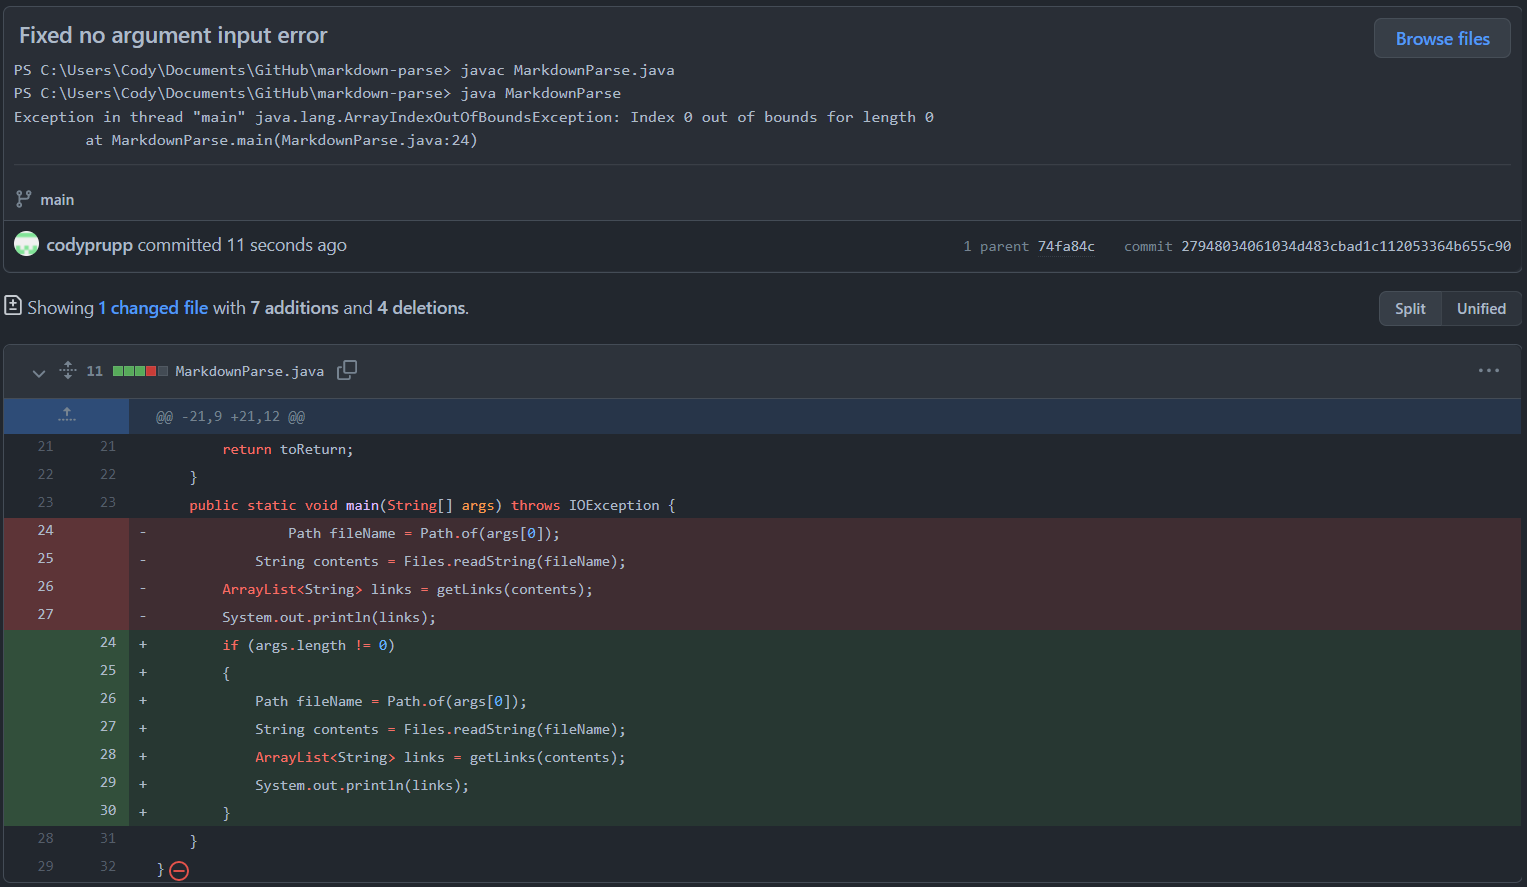 Fixed no argument input error
Browse files
PS C:\Users\Cody\Documents\GitHub\markdown-parse> javac MarkdownParse.java
PS C:\Users\Cody\Documents\GitHub\markdown-parse> java MarkdownParse
Exception in thread "main" java.lang.ArrayIndexOutOfBoundsException: Index 0 out of bounds for length 0
        at MarkdownParse.main(MarkdownParse.java:24)
main
codyprupp committed 11 seconds ago
1 parent 74fa84c commit 27948034061034d483cbad1c112053364b655c90
Showing 1 changed file with 7 additions and 4 deletions.
Split Unified
11 MarkdownParse.java
@@ -21,9 +21,12 @@
21 21         return toReturn;
22 22     }
23 23     public static void main(String[] args) throws IOException {
24 -                 Path fileName = Path.of(args[0]);
25 -             String contents = Files.readString(fileName);
26 -         ArrayList<String> links = getLinks(contents);
27 -         System.out.println(links);
24 +         if (args.length != 0)
25 +         {
26 +             Path fileName = Path.of(args[0]);
27 +             String contents = Files.readString(fileName);
28 +             ArrayList<String> links = getLinks(contents);
29 +             System.out.println(links);
30 +         }
28 31     }
29 32 }